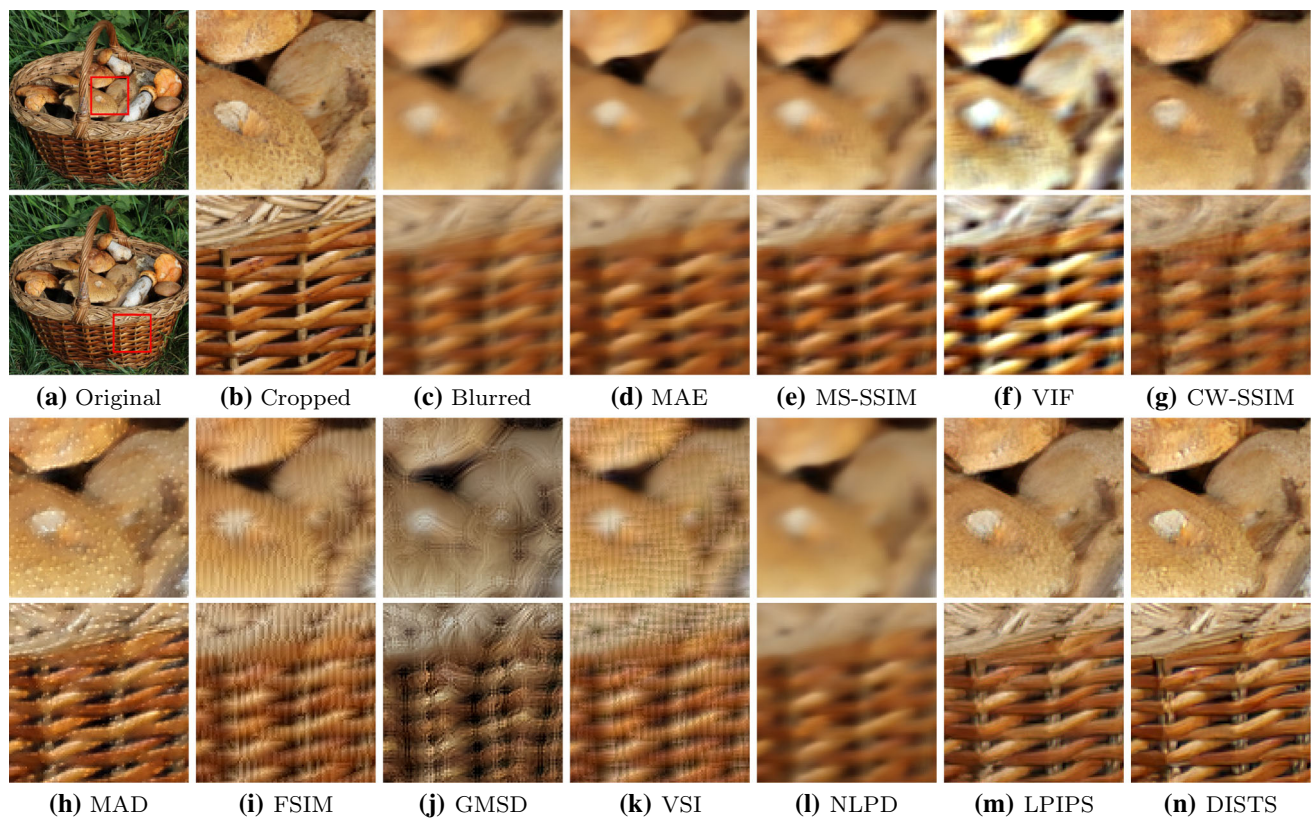 (a) Original (b) Cropped (c) Blurred (d) MAE (e) MS-SSIM (f) VIF (g) CW-SSIM
(h) MAD (i) FSIM (j) GMSD (k) VSI (l) NLPD (m) LPIPS (n) DISTS